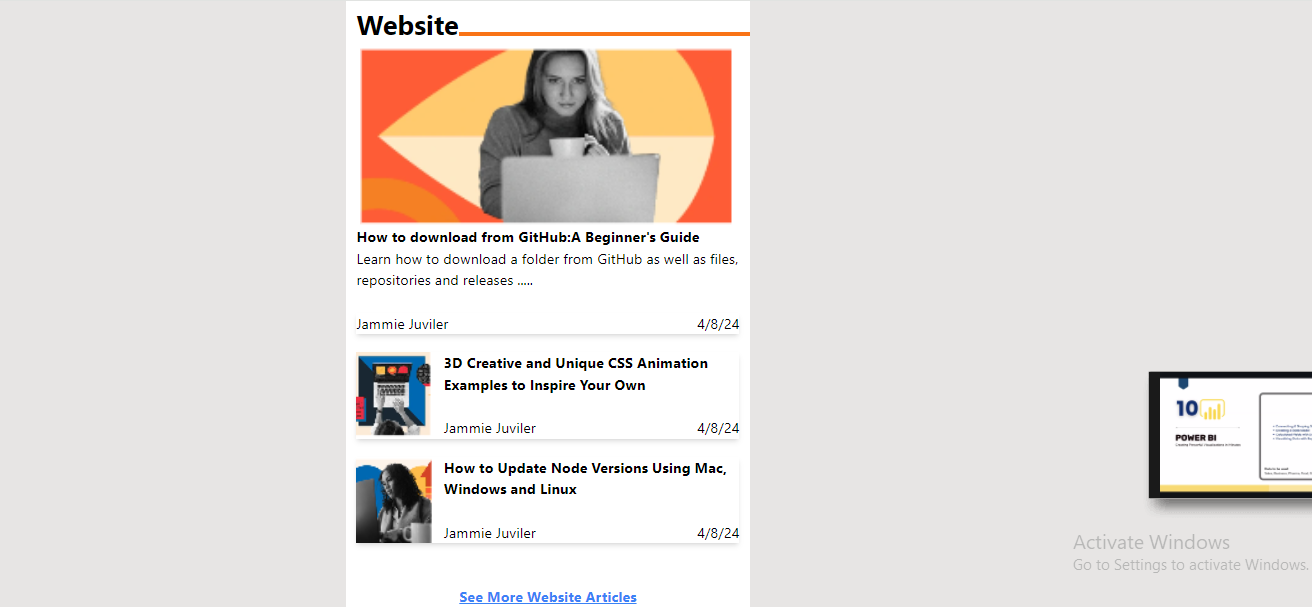 Website
How to download from GitHub:A Beginner's Guide
Learn how to download a folder from GitHub as well as files,
repositories and releases .....
Jammie Juviler 4/8/24
3D Creative and Unique CSS Animation
Examples to Inspire Your Own
Jammie Juviler 4/8/24
How to Update Node Versions Using Mac,
Windows and Linux
Jammie Juviler 4/8/24
See More Website Articles
10
POWER BI
Activate Windows
Go to Settings to activate Windows.